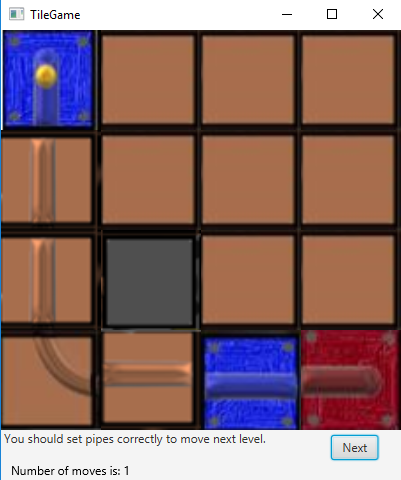 TileGame
You should set pipes correctly to move next level.
Next
Number of moves is: 1